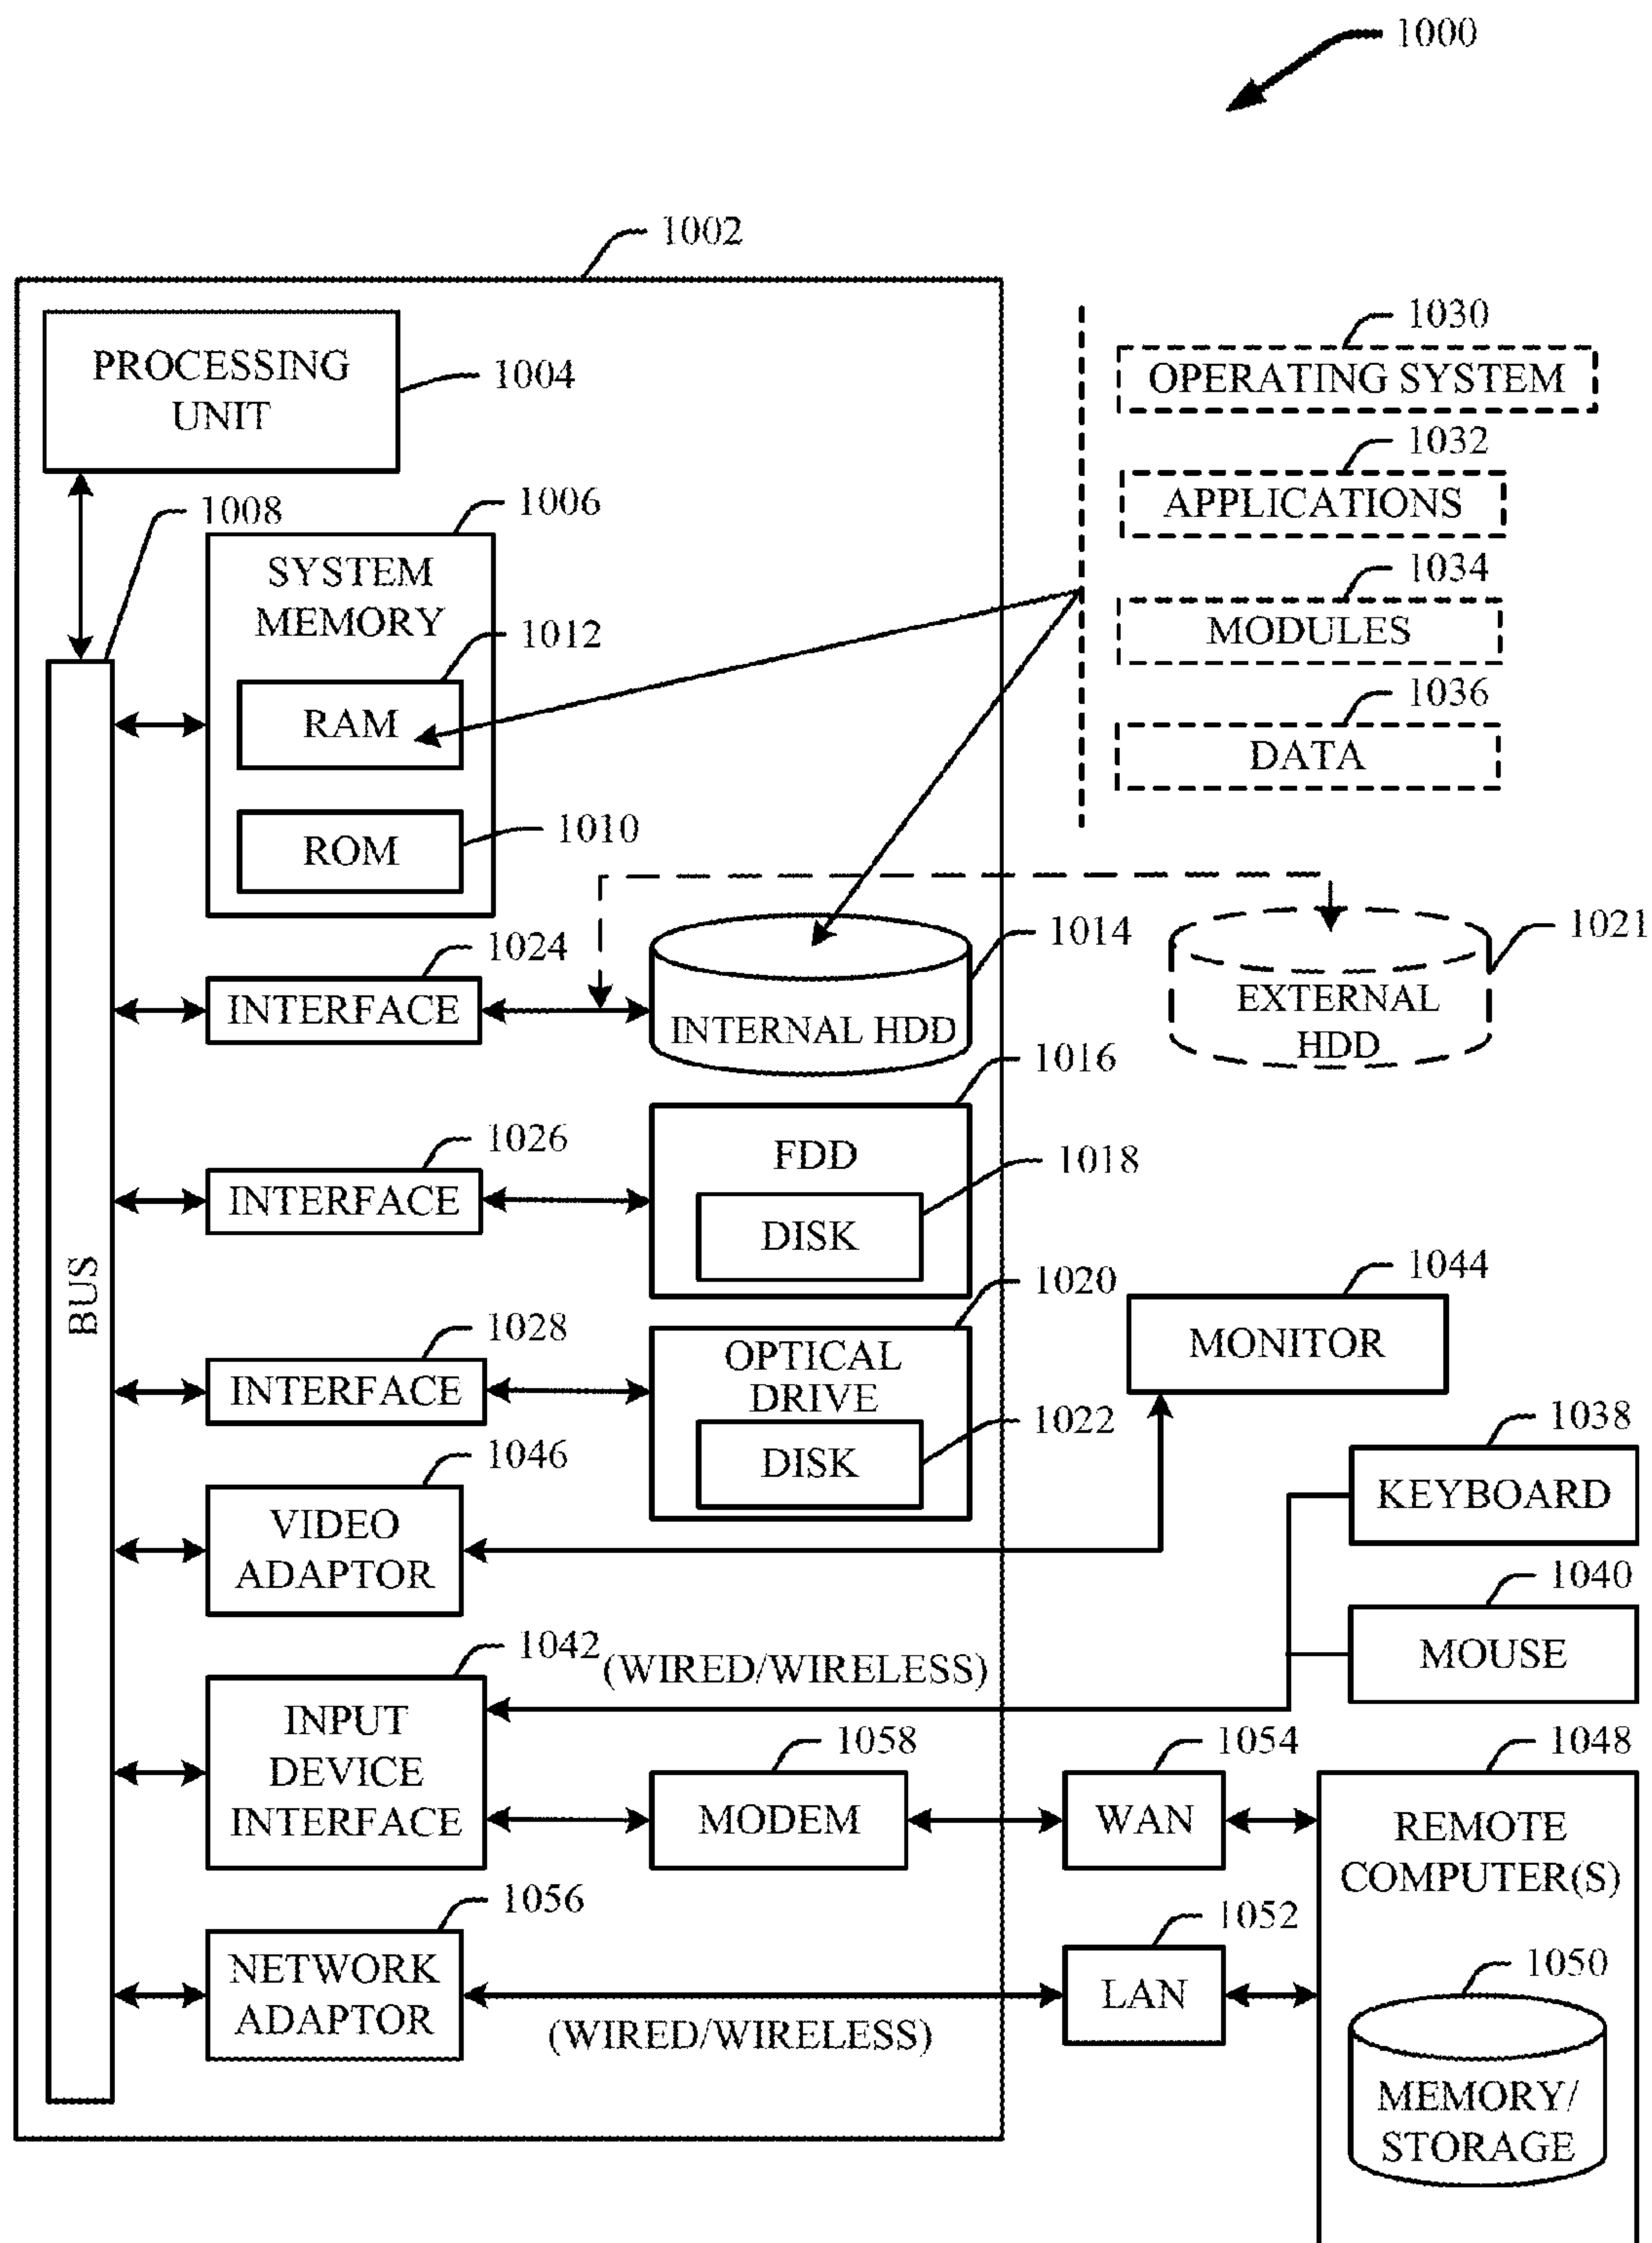 1000
1002
PROCESSING
UNIT
1004
1030
OPERATING SYSTEM
1032
APPLICATIONS
1034
MODULES
1036
DATA
1008
1006
SYSTEM
MEMORY
1012
RAM
1010
ROM
1024
INTERFACE
1014
INTERNAL HDD
1021
EXTERNAL
HDD
1026
INTERFACE
1016
FDD
1018
DISK
BUS
1028
INTERFACE
1020
OPTICAL
DRIVE
1022
DISK
1044
MONITOR
1046
VIDEO
ADAPTOR
1038
KEYBOARD
1040
MOUSE
1042
(WIRED/WIRELESS)
INPUT
DEVICE
INTERFACE
1058
MODEM
1054
WAN
1048
REMOTE
COMPUTER(S)
1056
NETWORK
ADAPTOR
(WIRED/WIRELESS)
1052
LAN
1050
MEMORY/
STORAGE